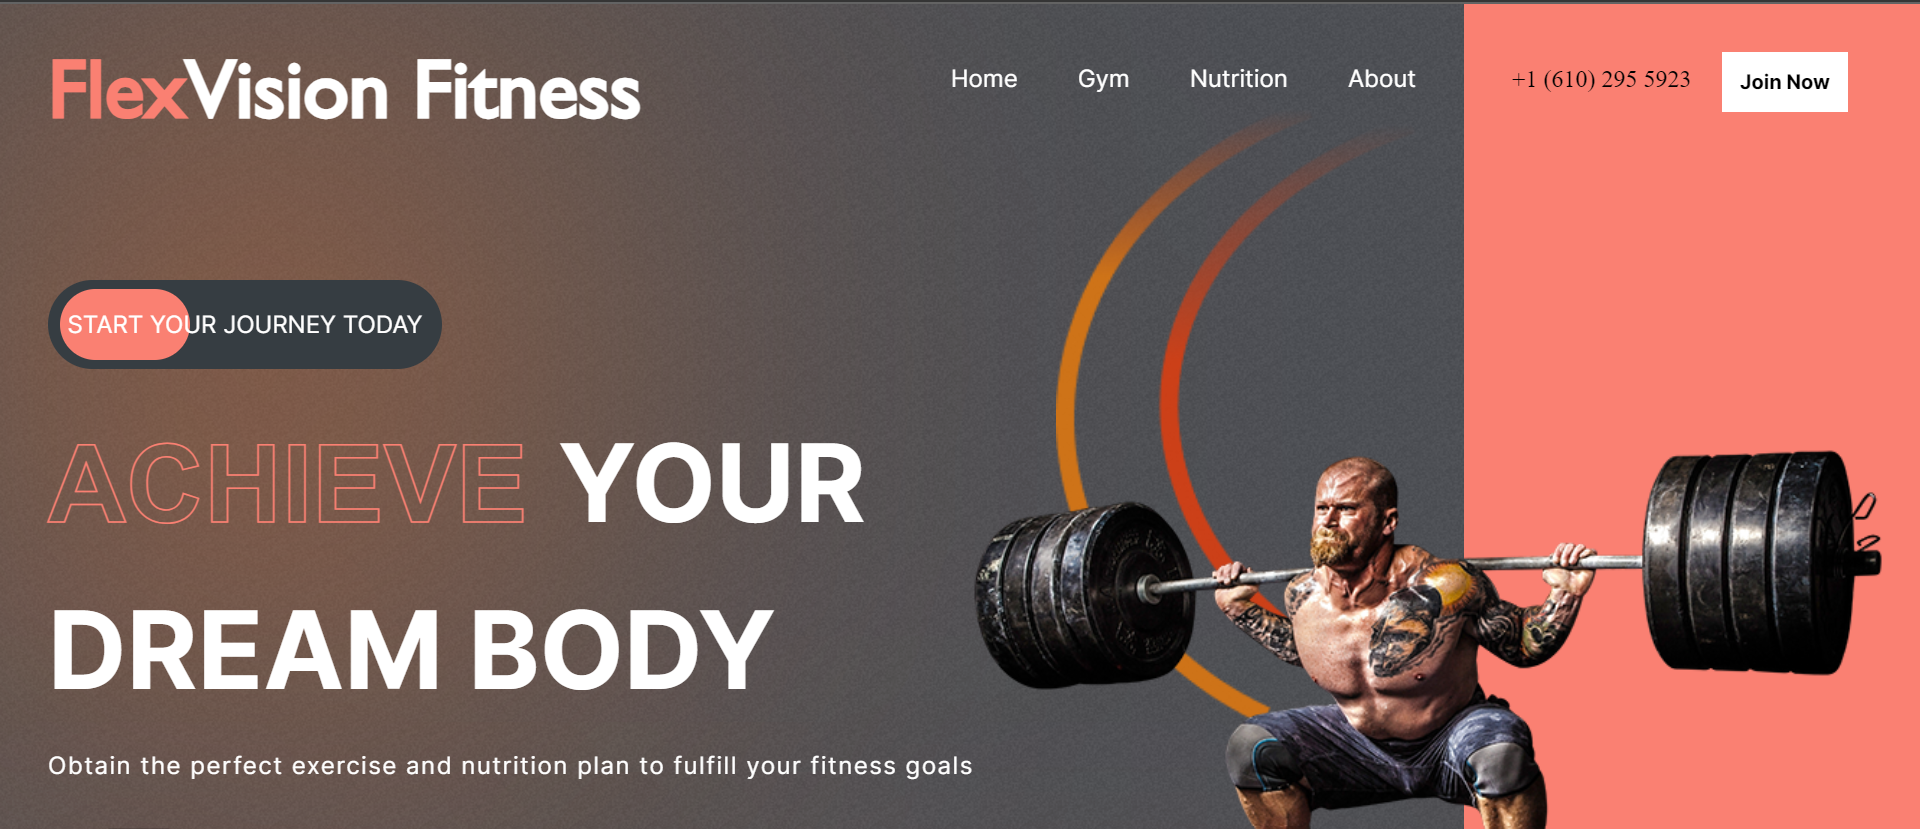 FlexVision Fitness
Home Gym Nutrition About +1 (610) 295 5923 Join Now
START YOUR JOURNEY TODAY
ACHIEVE YOUR
DREAM BODY
Obtain the perfect exercise and nutrition plan to fulfill your fitness goals